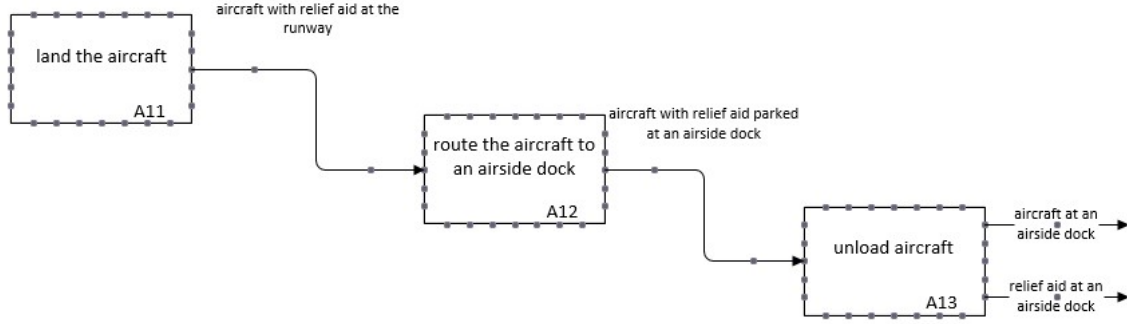 aircraft with relief aid at the
runway
land the aircraft
A11
aircraft with relief aid parked
at an airside dock
route the aircraft to
an airside dock
A12
unload aircraft
A13
aircraft at an
airside dock
relief aid at an
airside dock